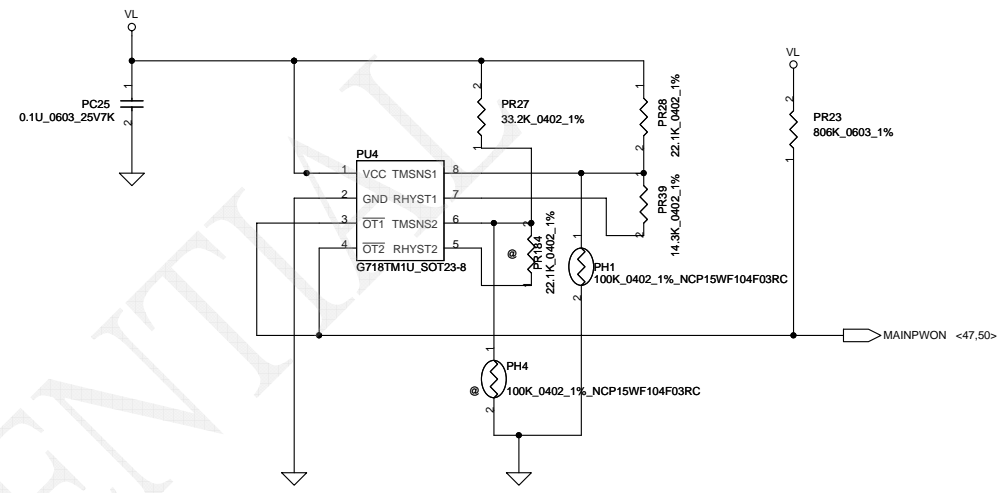 VL
PC25
0.1U_0603_25V7K
1
2
PR27
33.2K_0402_1%
2
1
PR28
22.1K_0402_1%
1
2
VL
2
PR23
806K_0603_1%
1
PU4
1 VCC TMSNS1 8
2 GND RHYST1 7
3 OT1 TMSNS2 6
4 OT2 RHYST2 5
G718TM1U_SOT23-8
PR39
14.3K_0402_1%
1
2
@
PR184
22.1K_0402_1%
2
1
PH1
100K_0402_1%_NCP15WF104F03RC
1
2
MAINPWON <47,50>
PH4
@
100K_0402_1%_NCP15WF104F03RC
1
2
ENTIAL